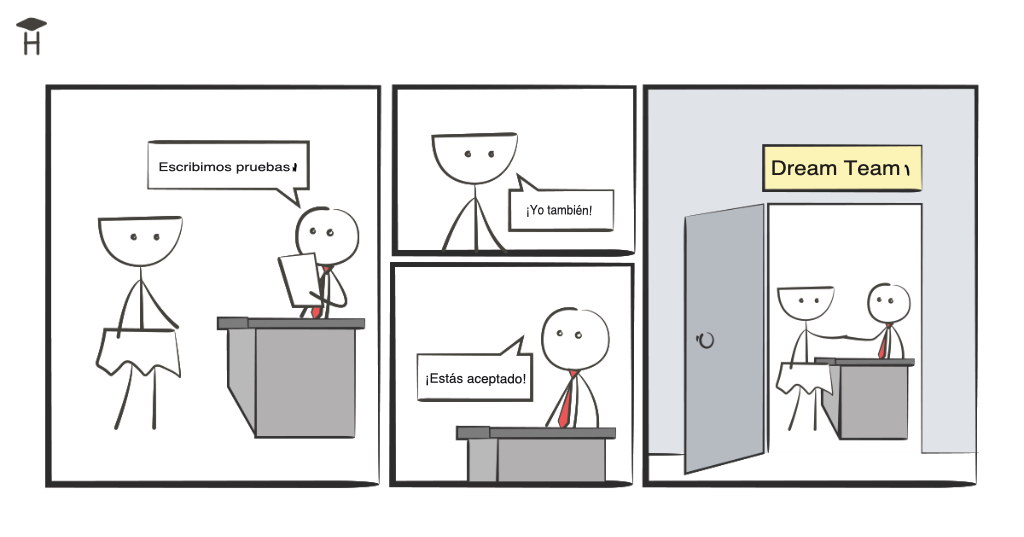 H
Escribimos pruebas
¡Yo también!
¡Estás aceptado!
Dream Team